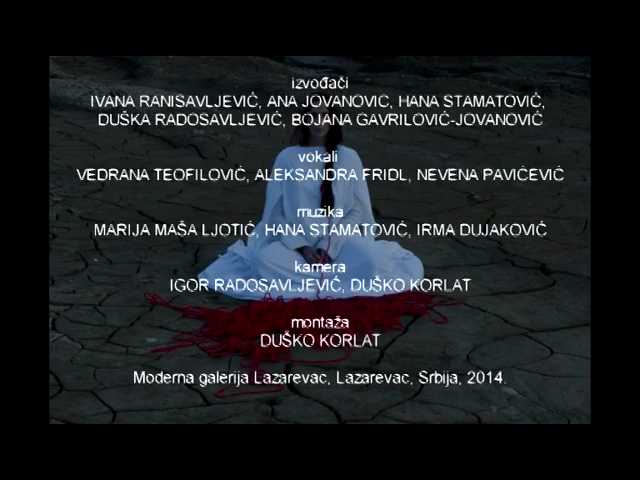 izvođači
IVANA RANISAVLJEVIĆ, ANA JOVANOVIĆ, HANA STAMATOVIĆ,
DUŠKA RADOSAVLJEVIĆ, BOJANA GAVRILOVIĆ-JOVANOVIĆ
vokali
VEDRANA TEOFILOVIĆ, ALEKSANDRA FRIDL, NEVENA PAVIĆEVIĆ
muzika
MARIJA MAŠA LJOTIĆ, HANA STAMATOVIĆ, IRMA DUJAKOVIĆ
kamera
IGOR RADOSAVLJEVIĆ, DUŠKO KORLAT
montaža
DUŠKO KORLAT
Moderna galerija Lazarevac, Lazarevac, Srbija, 2014.